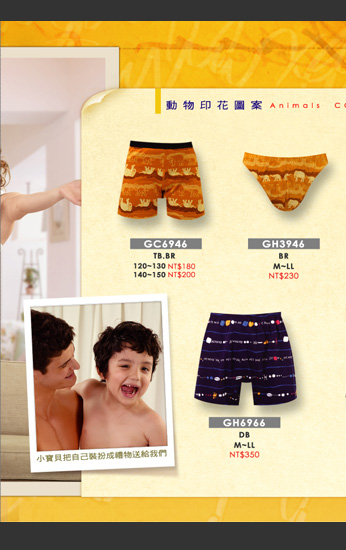 動物印花圖案 Animals
GC6946
TB.BR
120~130 NT$180
140~150 NT$200
GH3946
BR
M~LL
NT$230
GH6966
DB
M~LL
NT$350
小寶貝把自己裝扮成禮物送給我們